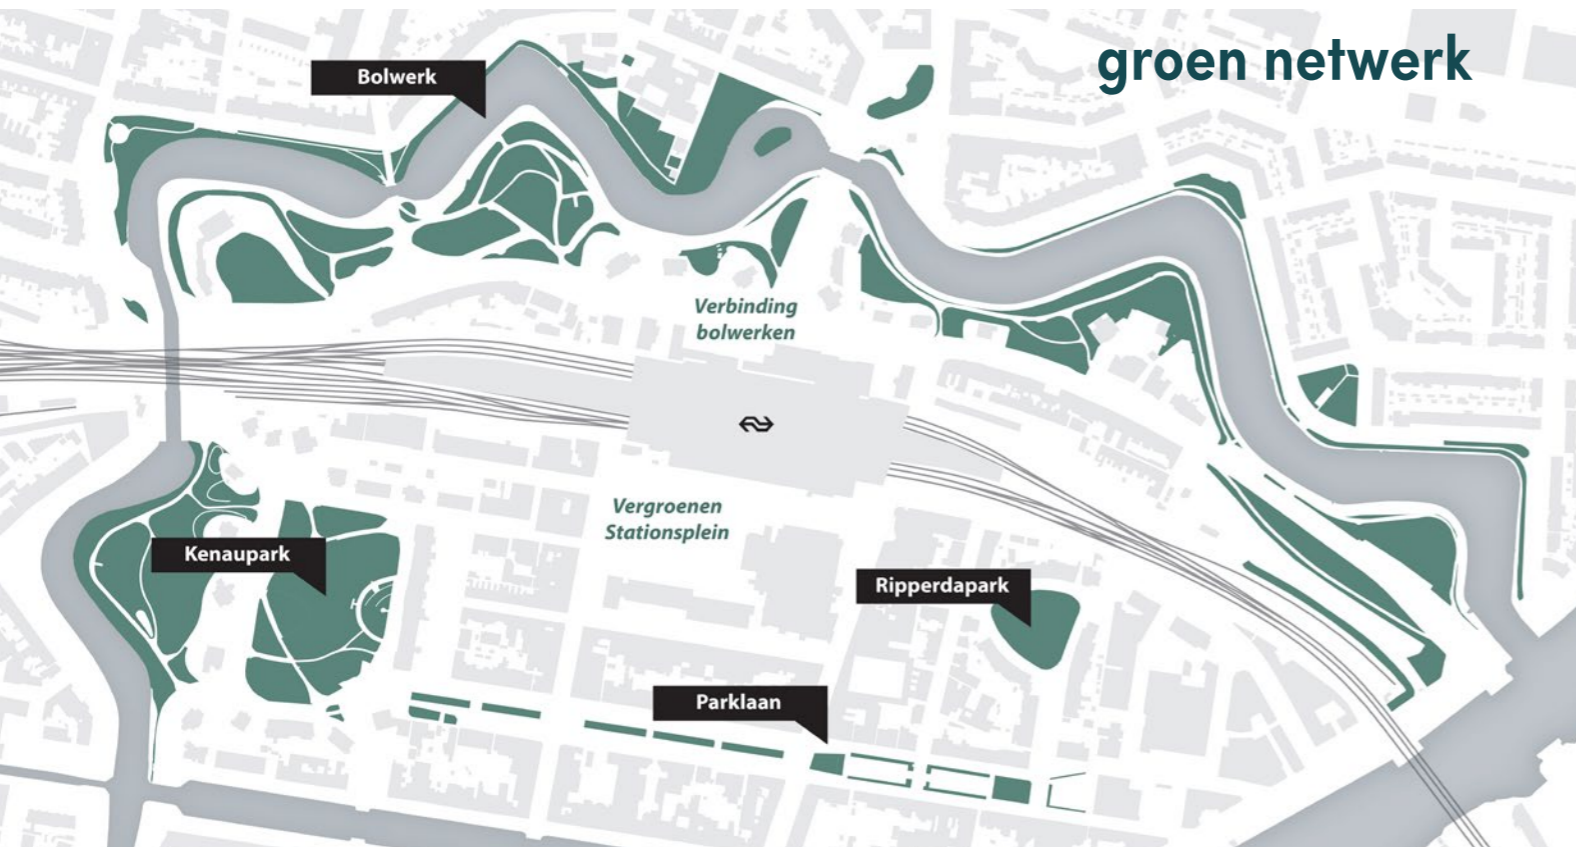 groen netwerk
Bolwerk
Verbinding
bolwerken
Vergroenen
Stationsplein
Kenaupark
Ripperdapark
Parklaan